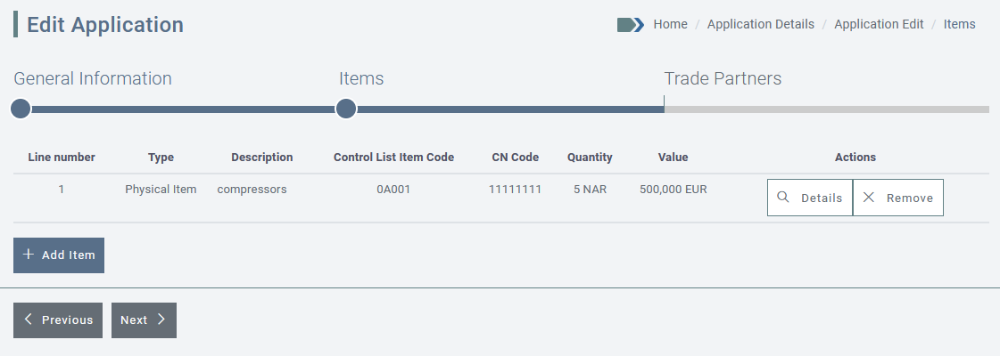 Edit Application
Home / Application Details / Application Edit / Items
General Information Items Trade Partners
Line number Type Description Control List Item Code CN Code Quantity Value Actions
1 Physical Item compressors 0A001 11111111 5 NAR 500,000 EUR Details Remove
+ Add Item
Previous Next